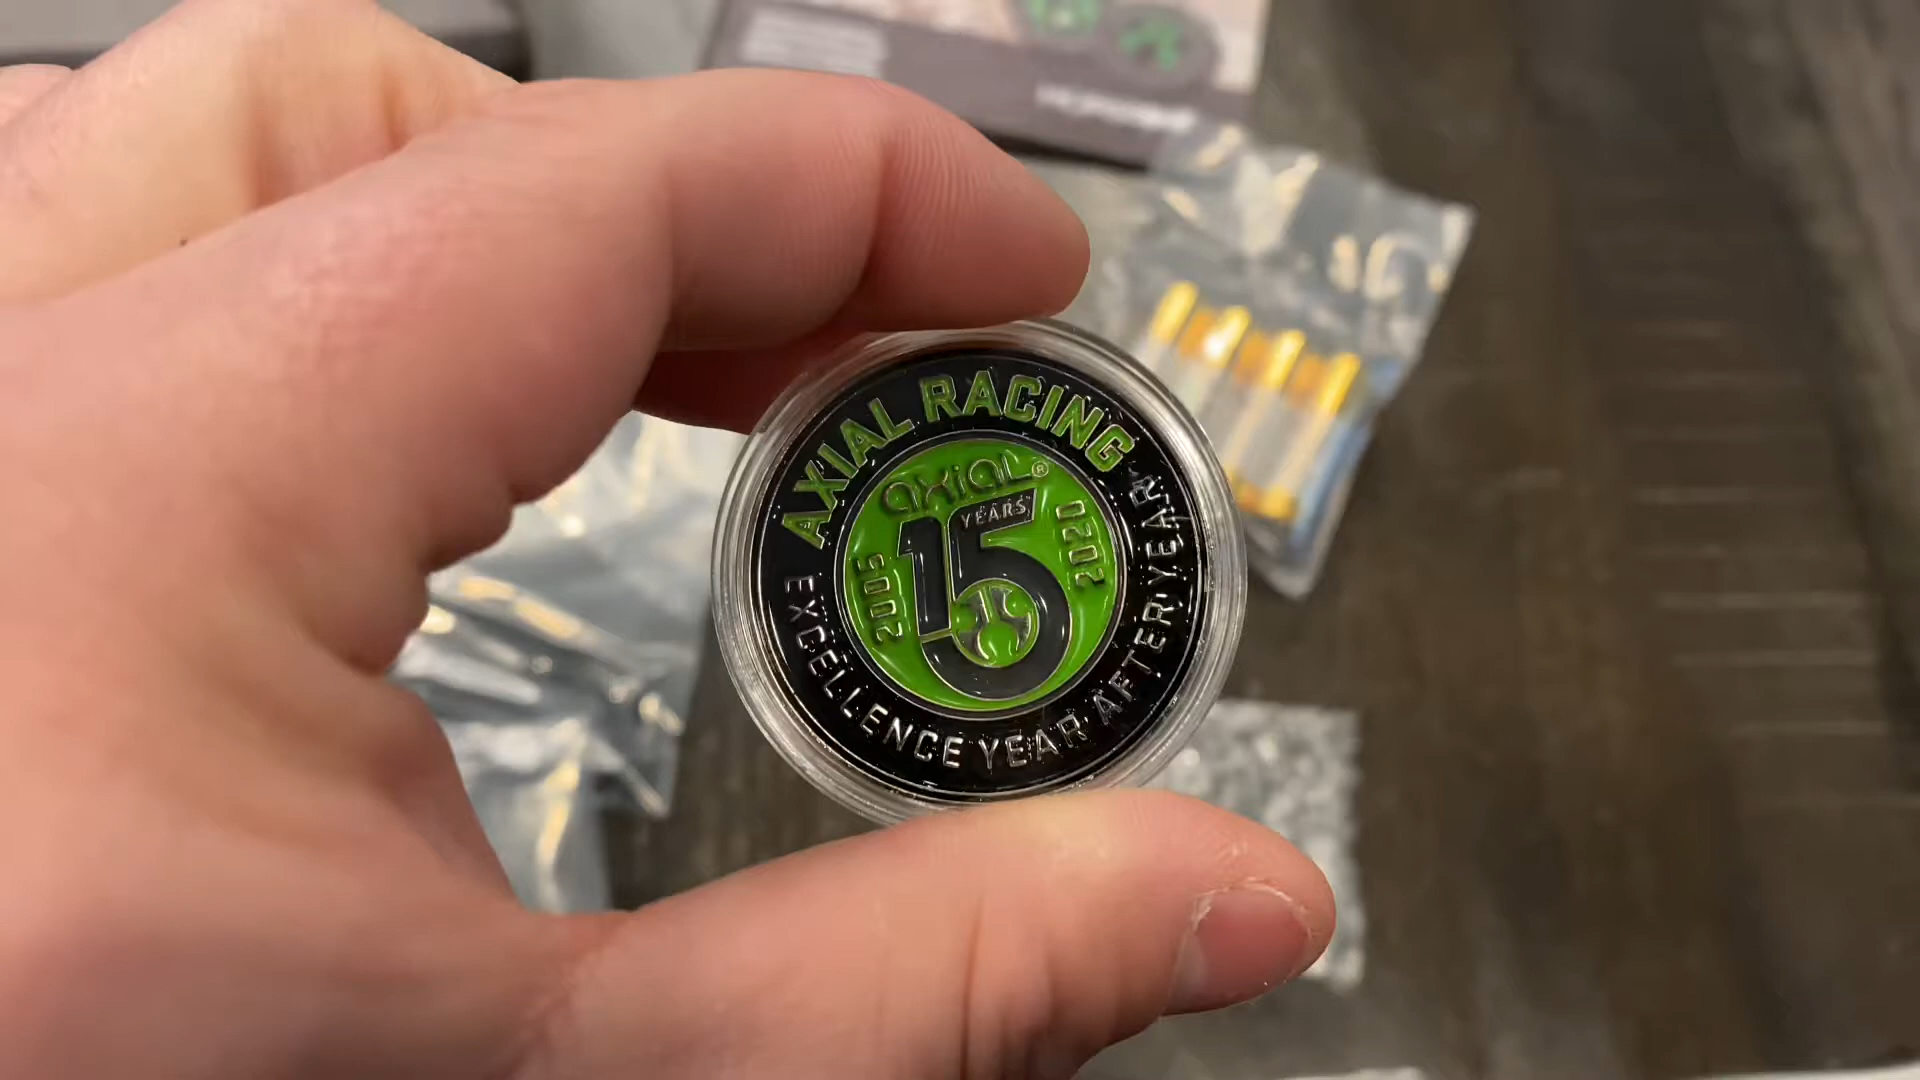 AXIAL RACING
axial®
YEARS
15
2005
2020
EXCELLENCE YEAR AFTER YEAR